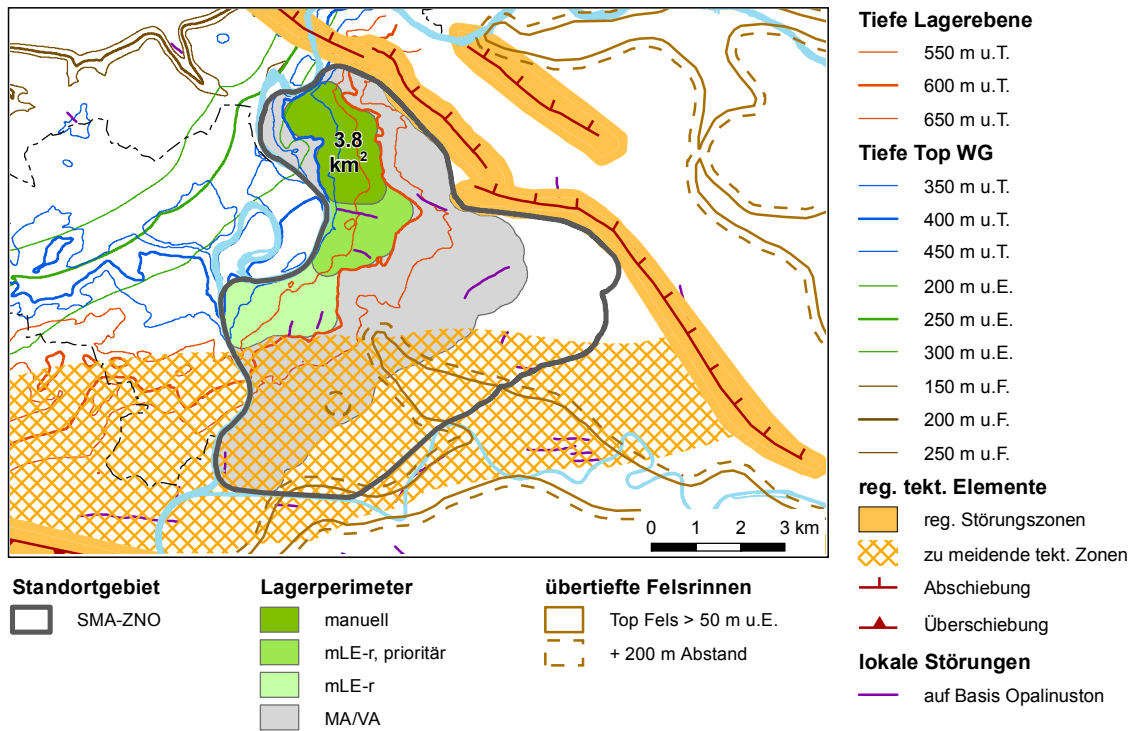 3.8
km²
0 1 2 3 km
Tiefe Lagerebene
550 m u.T.
600 m u.T.
650 m u.T.
Tiefe Top WG
350 m u.T.
400 m u.T.
450 m u.T.
200 m u.E.
250 m u.E.
300 m u.E.
150 m u.F.
200 m u.F.
250 m u.F.
reg. tekt. Elemente
reg. Störungszonen
zu meidende tekt. Zonen
Abschiebung
Überschiebung
lokale Störungen
auf Basis Opalinuston
Standortgebiet
SMA-ZNO
Lagerperimeter
manuell
mLE-r, prioritär
mLE-r
MA/VA
übertiefte Felsrinnen
Top Fels > 50 m u.E.
+ 200 m Abstand